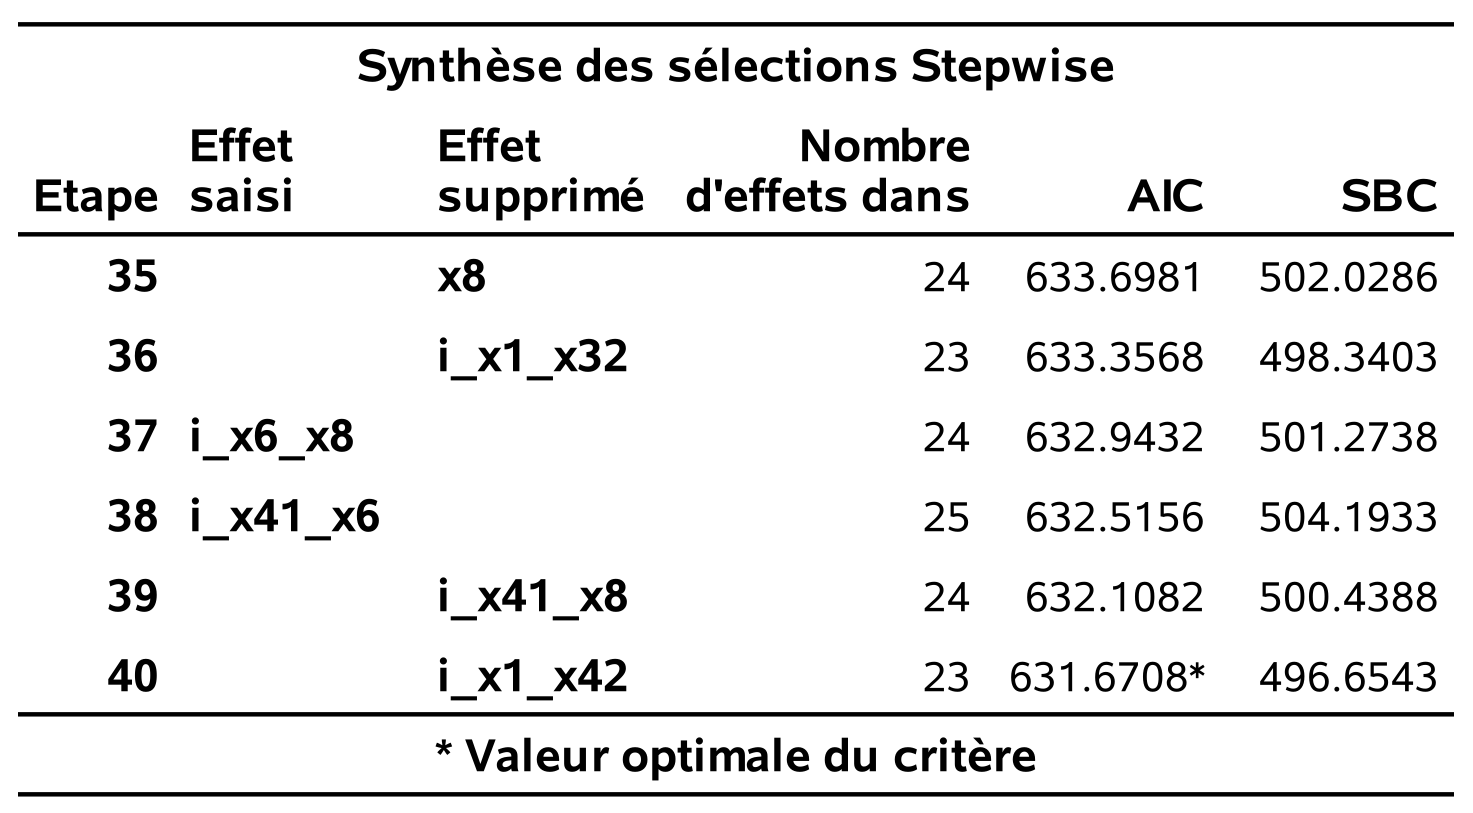 Synthèse des sélections Stepwise
Effet Effet Nombre
Etape saisi supprimé d'effets dans AIC SBC
35 x8 24 633.6981 502.0286
36 i_x1_x32 23 633.3568 498.3403
37 i_x6_x8 24 632.9432 501.2738
38 i_x41_x6 25 632.5156 504.1933
39 i_x41_x8 24 632.1082 500.4388
40 i_x1_x42 23 631.6708* 496.6543
* Valeur optimale du critère